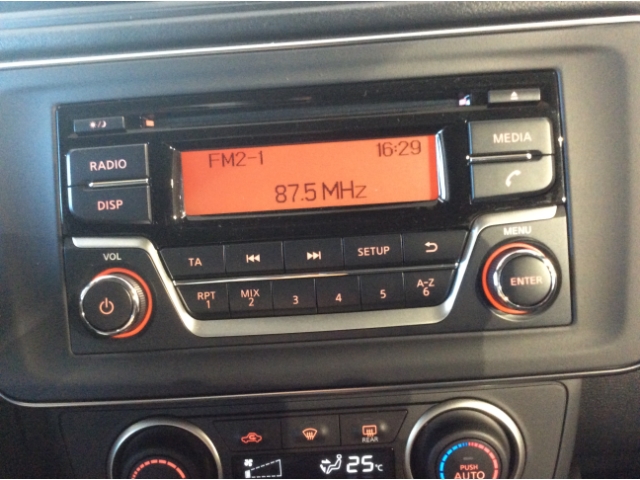 RADIO
FM2-1 16:29
MEDIA
DISP
87.5 MHz
VOL
TA
SETUP
MENU
RPT 1
MIX 2
3
4
5
A-Z 6
ENTER
REAR
25°C
PUSH AUTO